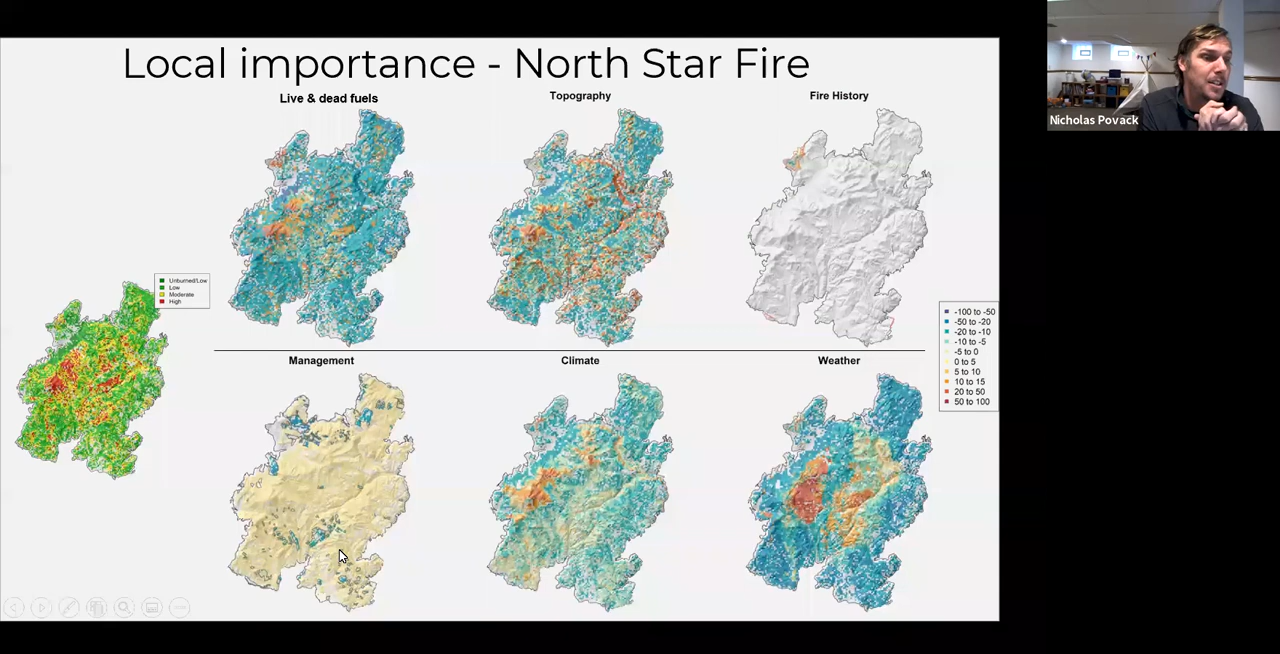 Local importance - North Star Fire
Live & dead fuels
Topography
Fire History
Unburned/Low
Low
Moderate
High
Management
Climate
Weather
-100 to -50
-50 to -20
-20 to -10
-10 to -5
-5 to 0
0 to 5
5 to 10
10 to 15
20 to 50
50 to 100
Nicholas Povack